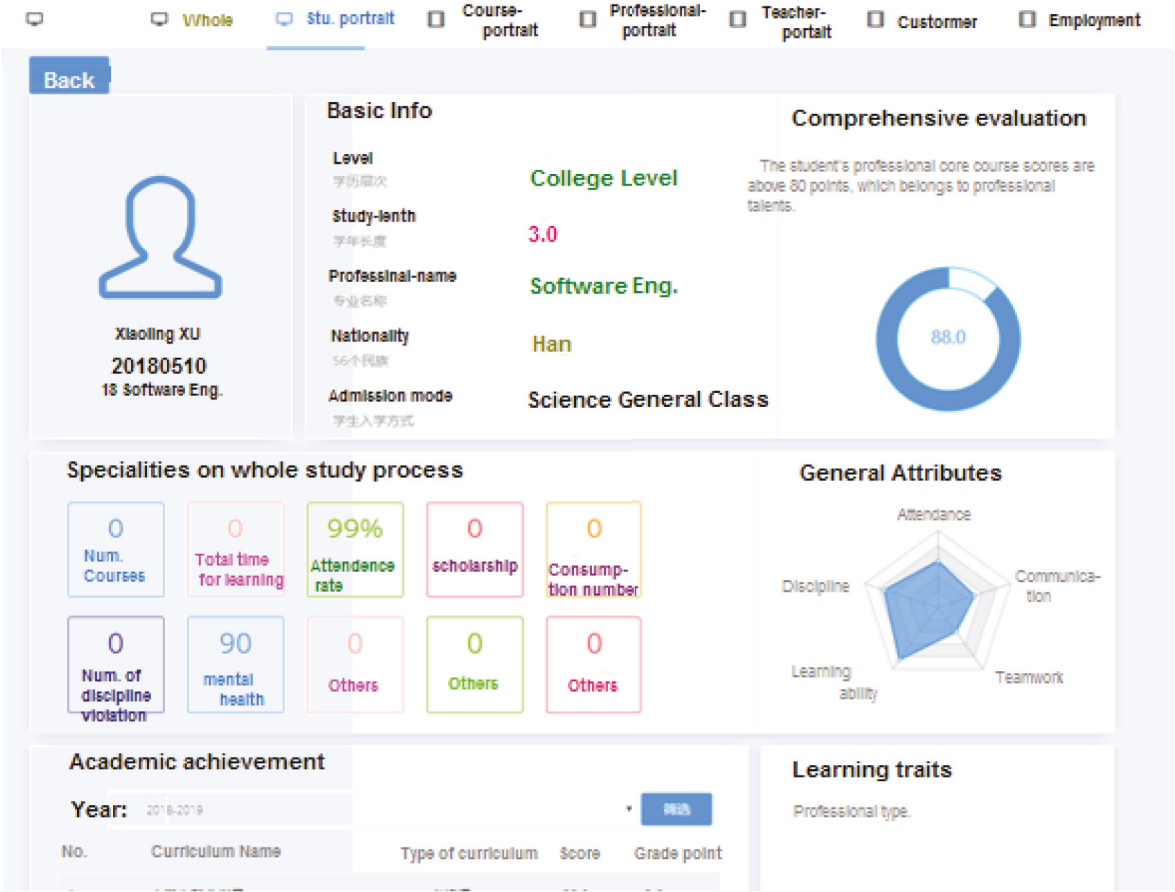 Whole
Stu. portrait
Course-
portrait
Professional-
portrait
Teacher-
portait
Custormer
Employment
Back
Xiaoling XU
20180510
18 Software Eng.
Basic Info
Level
学历层次
College Level
Study-lenth
学年长度
3.0
Professinal-name
专业名称
Software Eng.
Nationality
56个民族
Han
Admission mode
学生入学方式
Science General Class
Comprehensive evaluation
The student's professional core course scores are
above 80 points, which belongs to professional
talents.
88.0
Specialities on whole study process
0
Num.
Courses
0
Total time
for learning
99%
Attendence
rate
0
scholarship
0
Consump-
tion number
0
Num. of
discipline
violation
90
mental
health
0
Others
0
Others
0
Others
General Attributes
Attendance
Discipline
Communica-
tion
Learning
ability
Teamwork
Academic achievement
Year: 2018-2019
筛选
No. Curriculum Name Type of curriculum Score Grade point
Learning traits
Professional type.